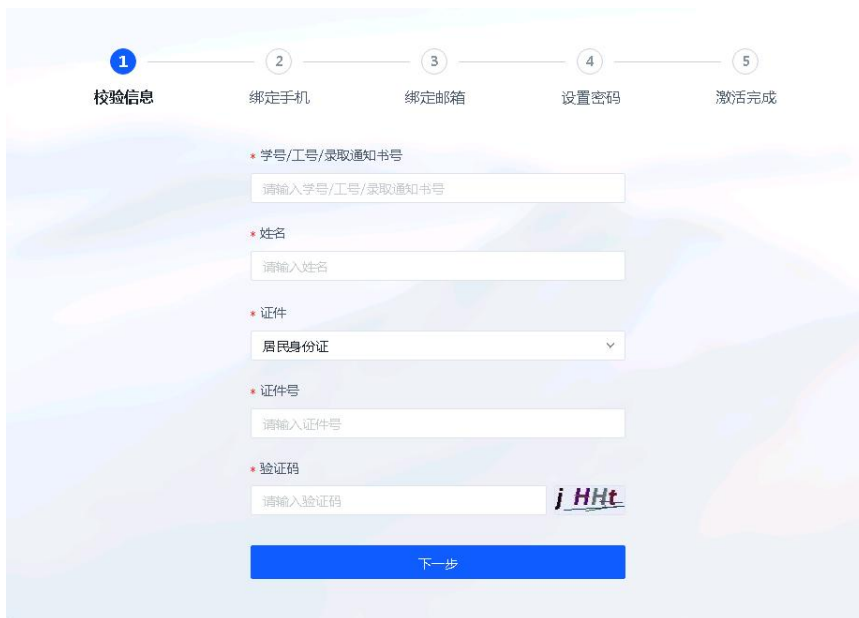 1 2 3 4 5
校验信息 绑定手机 绑定邮箱 设置密码 激活完成
* 学号/工号/录取通知书号
请输入学号/工号/录取通知书号
* 姓名
请输入姓名
* 证件
居民身份证
* 证件号
请输入证件号
* 验证码
请输入验证码 j HHt
下一步